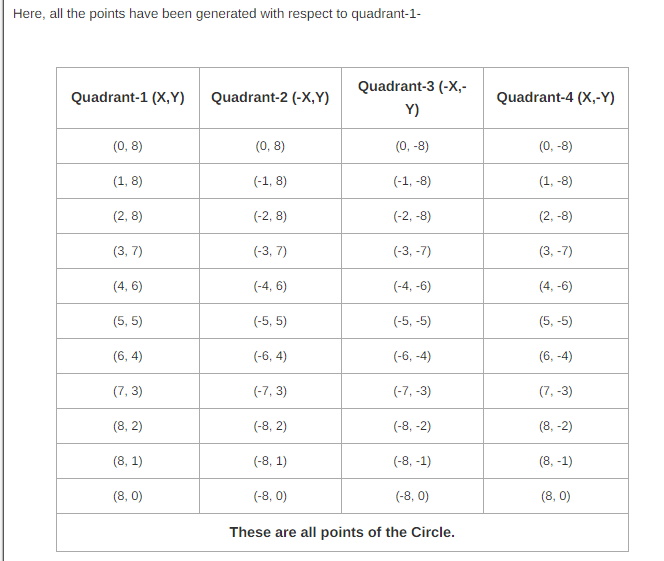 Here, all the points have been generated with respect to quadrant-1-
Quadrant-1 (X,Y) Quadrant-2 (-X,Y) Quadrant-3 (-X,-Y) Quadrant-4 (X,-Y)
(0, 8) (0, 8) (0, -8) (0, -8)
(1, 8) (-1, 8) (-1, -8) (1, -8)
(2, 8) (-2, 8) (-2, -8) (2, -8)
(3, 7) (-3, 7) (-3, -7) (3, -7)
(4, 6) (-4, 6) (-4, -6) (4, -6)
(5, 5) (-5, 5) (-5, -5) (5, -5)
(6, 4) (-6, 4) (-6, -4) (6, -4)
(7, 3) (-7, 3) (-7, -3) (7, -3)
(8, 2) (-8, 2) (-8, -2) (8, -2)
(8, 1) (-8, 1) (-8, -1) (8, -1)
(8, 0) (-8, 0) (-8, 0) (8, 0)
These are all points of the Circle.